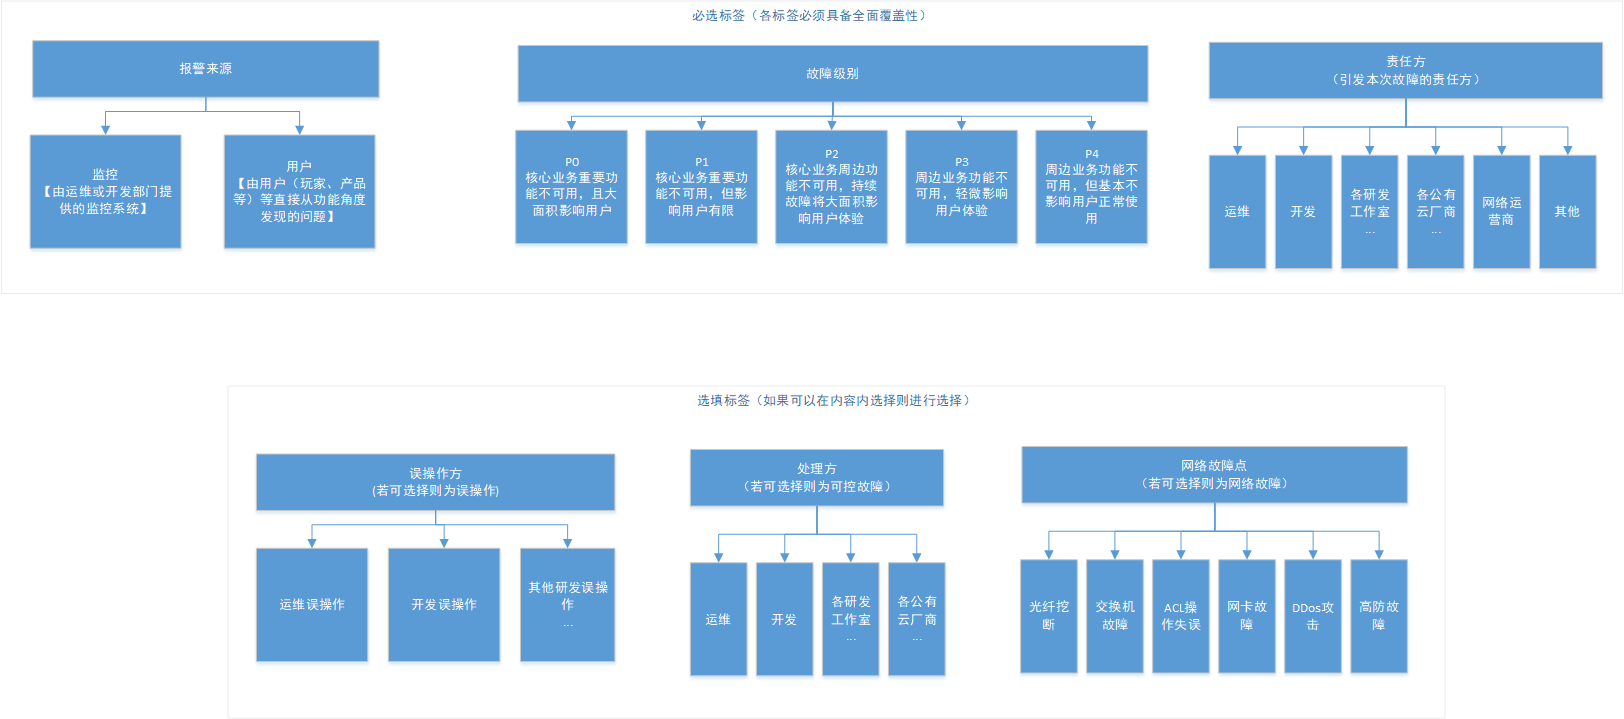 必选标签（各标签必须具备全面覆盖性）
报警来源
监控
【由运维或开发部门提
供的监控系统】
用户
【由用户（玩家、产品
等）等直接从功能角度
发现的问题】
故障级别
P0
核心业务重要功
能不可用，且大
面积影响用户
P1
核心业务重要功
能不可用，但影
响用户有限
P2
核心业务周边功
能不可用，持续
故障将大面积影
响用户体验
P3
周边业务功能不
可用，轻微影响
用户体验
P4
周边业务功能不
可用，但基本不
影响用户正常使
用
责任方
（引发本次故障的责任方）
运维
开发
各研发
工作室
...
各公有
云厂商
...
网络运
营商
其他
选填标签（如果可以在内容内选择则进行选择）
误操作方
(若可选择则为误操作)
运维误操作
开发误操作
其他研发误操
作
...
处理方
（若可选择则为可控故障）
运维
开发
各研发
工作室
...
各公有
云厂商
...
网络故障点
（若可选择则为网络故障）
光纤挖
断
交换机
故障
ACL操
作失误
网卡故
障
DDos攻
击
高防故
障